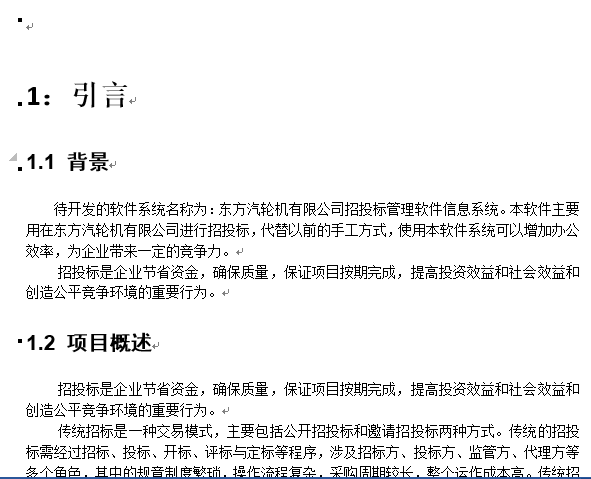 1：引言
1.1 背景
待开发的软件系统名称为：东方汽轮机有限公司招投标管理软件信息系统。本软件主要
用在东方汽轮机有限公司进行招投标，代替以前的手工方式，使用本软件系统可以增加办公
效率，为企业带来一定的竞争力。
招投标是企业节省资金，确保质量，保证项目按期完成，提高投资效益和社会效益和
创造公平竞争环境的重要行为。
1.2 项目概述
招投标是企业节省资金，确保质量，保证项目按期完成，提高投资效益和社会效益和
创造公平竞争环境的重要行为。
传统招标是一种交易模式，主要包括公开招投标和邀请招投标两种方式。传统的招投
标需经过招标、投标、开标、评标与定标等程序，涉及招标方、投标方、监管方、代理方等
多个角色，其中的规章制度繁琐，操作流程复杂，采购周期较长，整个运作成本高。传统招